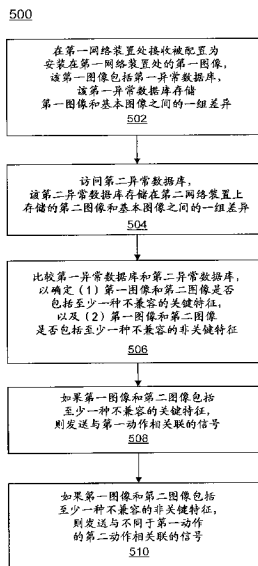 500
在第一网络装置处接收被配置为
安装在第一网络装置处的第一图像,
该第一图像包括第一异常数据库,
该第一异常数据库存储
第一图像和基本图像之间的一组差异
502
访问第二异常数据库,
该第二异常数据库存储在第二网络装置上
存储的第二图像和基本图像之间的一组差异
504
比较第一异常数据库和第二异常数据库,
以确定(1)第一图像和第二图像是否
包括至少一种不兼容的关键特征,
以及(2)第一图像和第二图像
是否包括至少一种不兼容的非关键特征
506
如果第一图像和第二图像包括
至少一种不兼容的关键特征,
则发送与第一动作相关联的信号
508
如果第一图像和第二图像包括
至少一种不兼容的非关键特征,
则发送与不同于第一动作
的第二动作相关联的信号
510